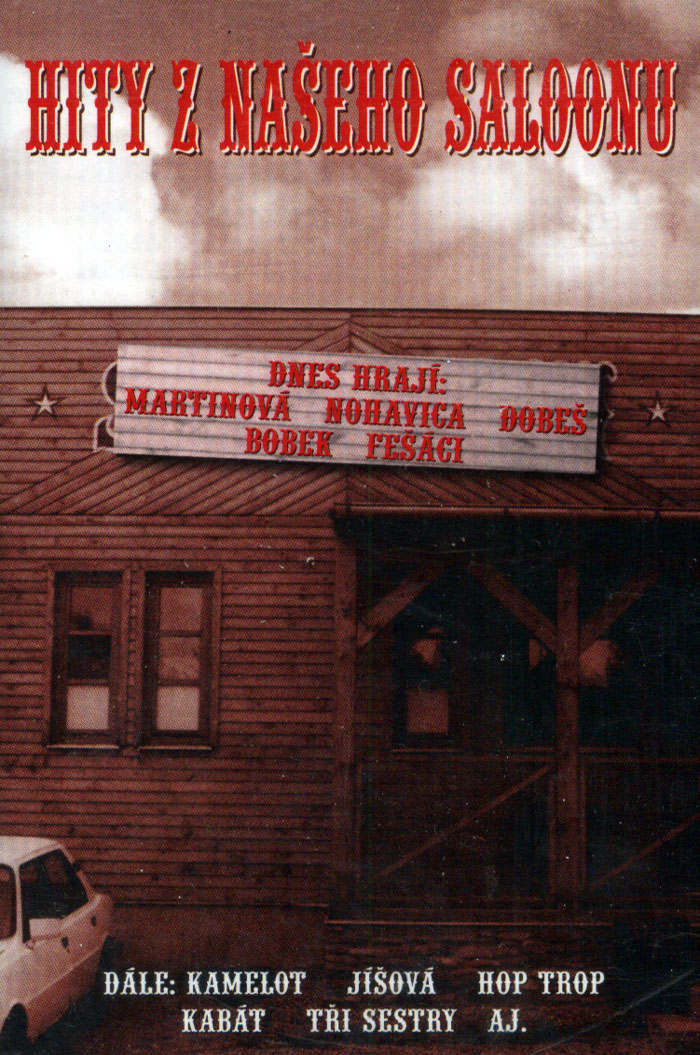 HITY Z NAŠEHO SALOONU
DNES HRAJÍ:
MARTINOVÁ NOHAVICA DOBEŠ
BOBEK FEŠÁCI
DÁLE: KAMELOT JÍŠOVÁ HOP TROP
KABÁT TŘI SESTRY AJ.